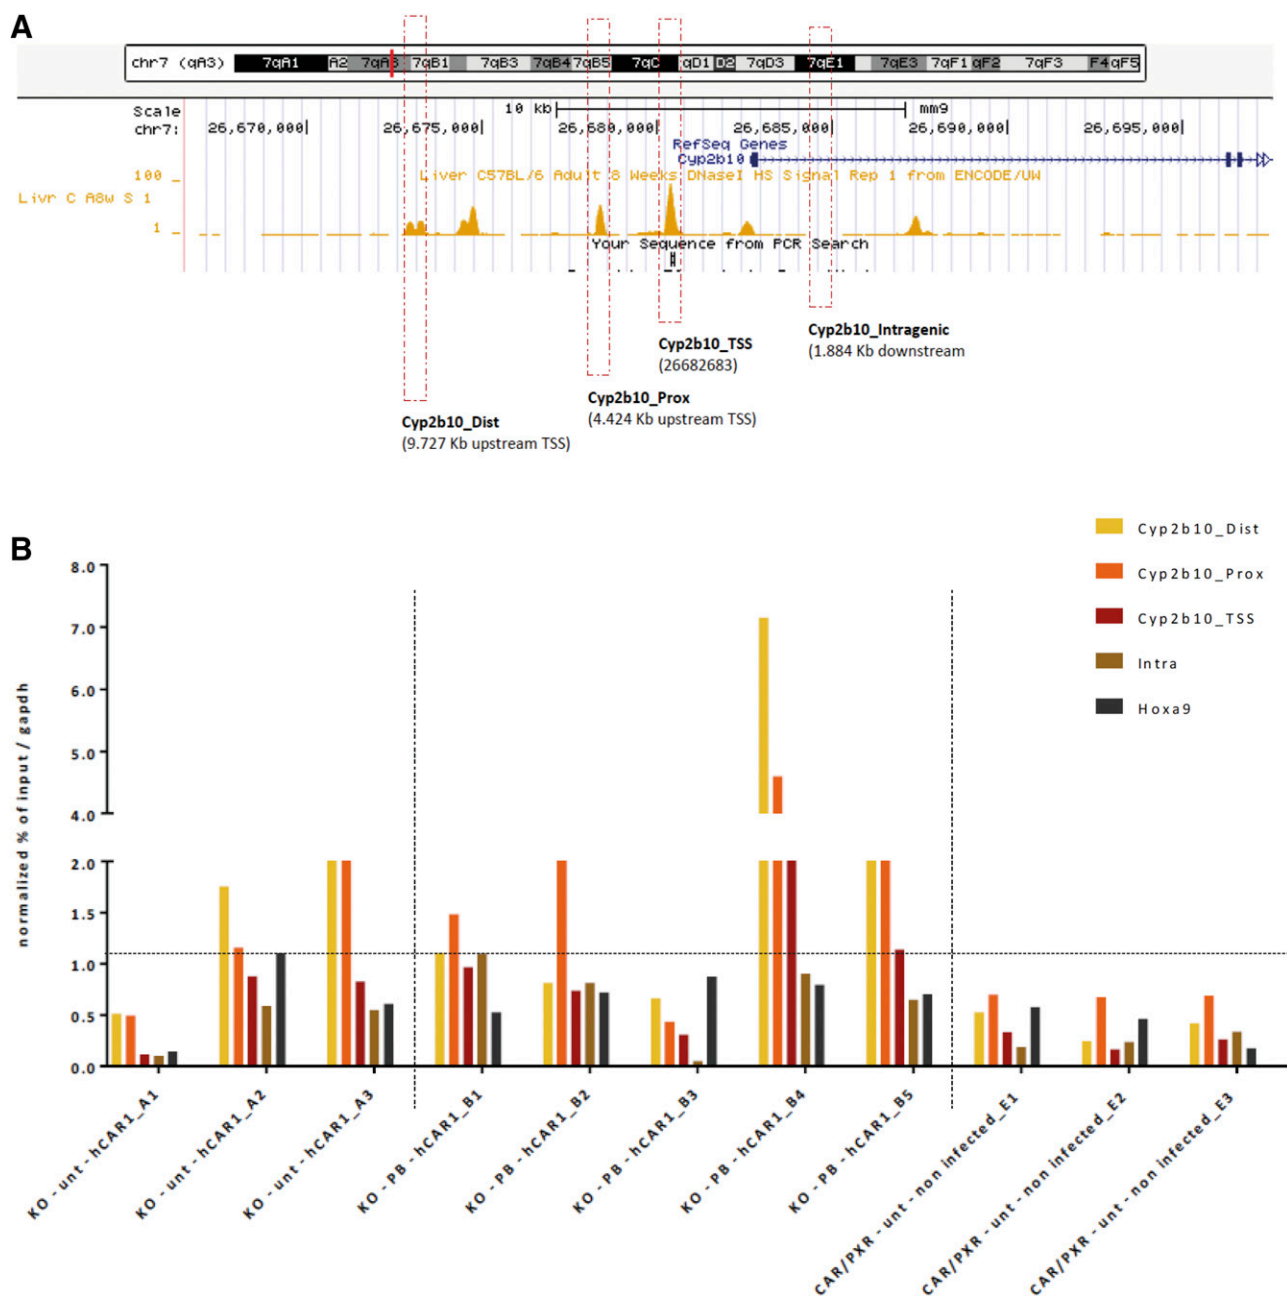 A
chr7 (qA3) 7qA1 A2 7qA3 7qB1 7qB3 7qB4 7qB5 7qC qD1 D2 7qD3 7qE1 7qE3 7qF1 qF2 7qF3 F4 qF5
Scale 10 kb mm9
chr7: 26,670,000 26,675,000 26,680,000 26,685,000 26,690,000 26,695,000
RefSeq Genes
Cyp2b10
100 Liver C57BL/6 Adult 8 Weeks DNaseI HS Signal Rep 1 from ENCODE/UW
Livr C A8w S 1
1
Your Sequence from PCR Search
Cyp2b10_Intragenic
(1.884 Kb downstream
Cyp2b10_TSS
(26682683)
Cyp2b10_Prox
(4.424 Kb upstream TSS)
Cyp2b10_Dist
(9.727 Kb upstream TSS)
B
Cyp2b10_Dist
Cyp2b10_Prox
Cyp2b10_TSS
Intra
Hoxa9
normalized % of input / gapdh
8.0
7.0
6.0
5.0
4.0
2.0
1.5
1.0
0.5
0.0
KO - unt - hCAR1_A1
KO - unt - hCAR1_A2
KO - unt - hCAR1_A3
KO - PB - hCAR1_B1
KO - PB - hCAR1_B2
KO - PB - hCAR1_B3
KO - PB - hCAR1_B4
KO - PB - hCAR1_B5
CAR/PXR - unt - non infected_E1
CAR/PXR - unt - non infected_E2
CAR/PXR - unt - non infected_E3